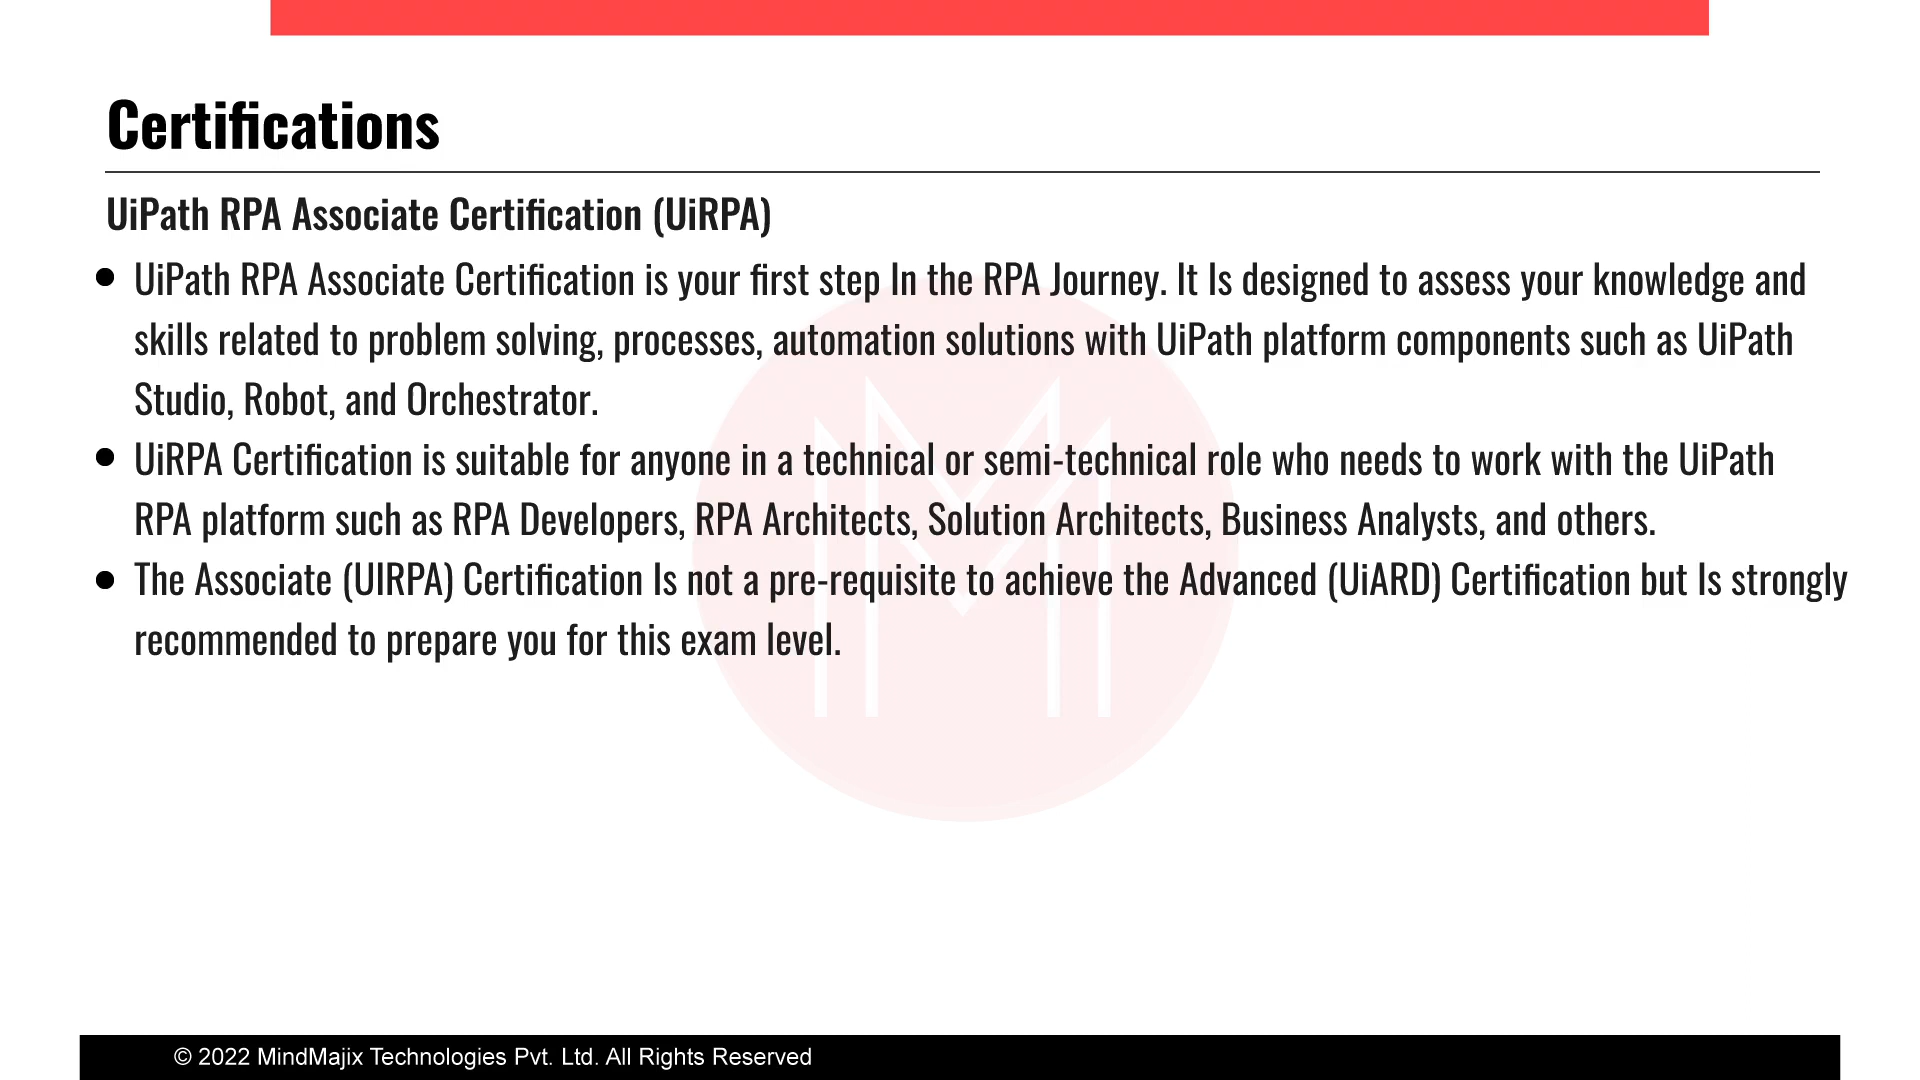 Certifications
UiPath RPA Associate Certification (UiRPA)
● UiPath RPA Associate Certification is your first step In the RPA Journey. It Is designed to assess your knowledge and
skills related to problem solving, processes, automation solutions with UiPath platform components such as UiPath
Studio, Robot, and Orchestrator.
● UiRPA Certification is suitable for anyone in a technical or semi-technical role who needs to work with the UiPath
RPA platform such as RPA Developers, RPA Architects, Solution Architects, Business Analysts, and others.
● The Associate (UIRPA) Certification Is not a pre-requisite to achieve the Advanced (UiARD) Certification but Is strongly
recommended to prepare you for this exam level.
© 2022 MindMajix Technologies Pvt. Ltd. All Rights Reserved